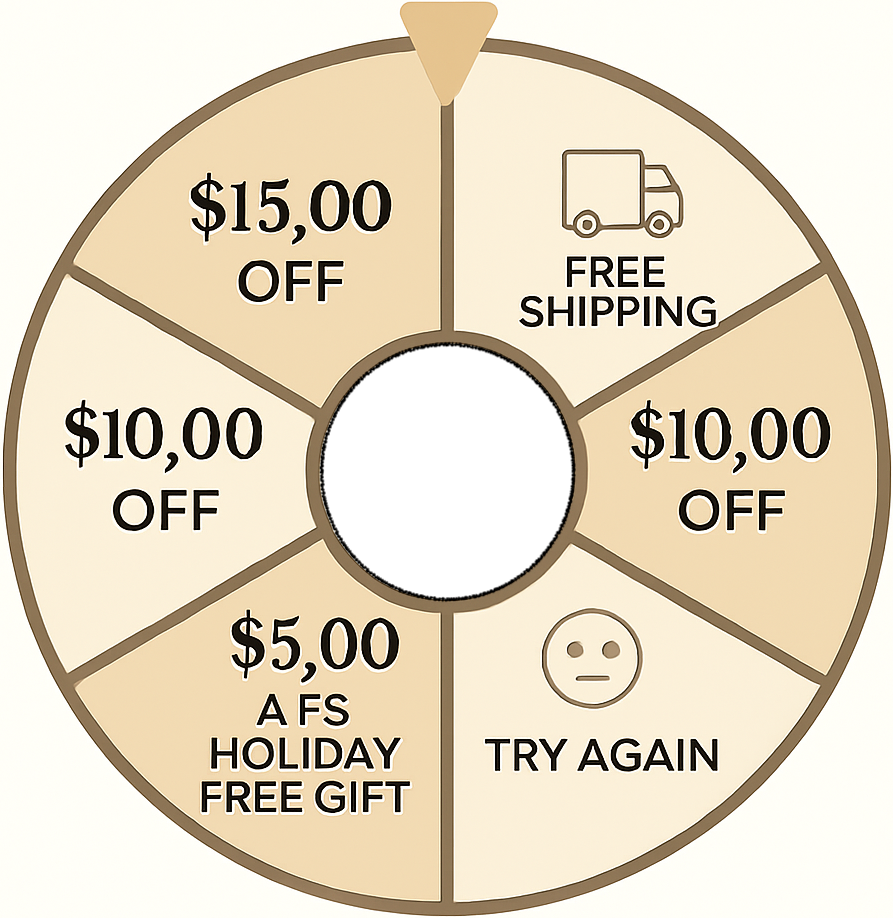 $15,00
OFF
FREE
SHIPPING
$10,00
OFF
$10,00
OFF
$5,00
A FS
HOLIDAY
FREE GIFT
TRY AGAIN